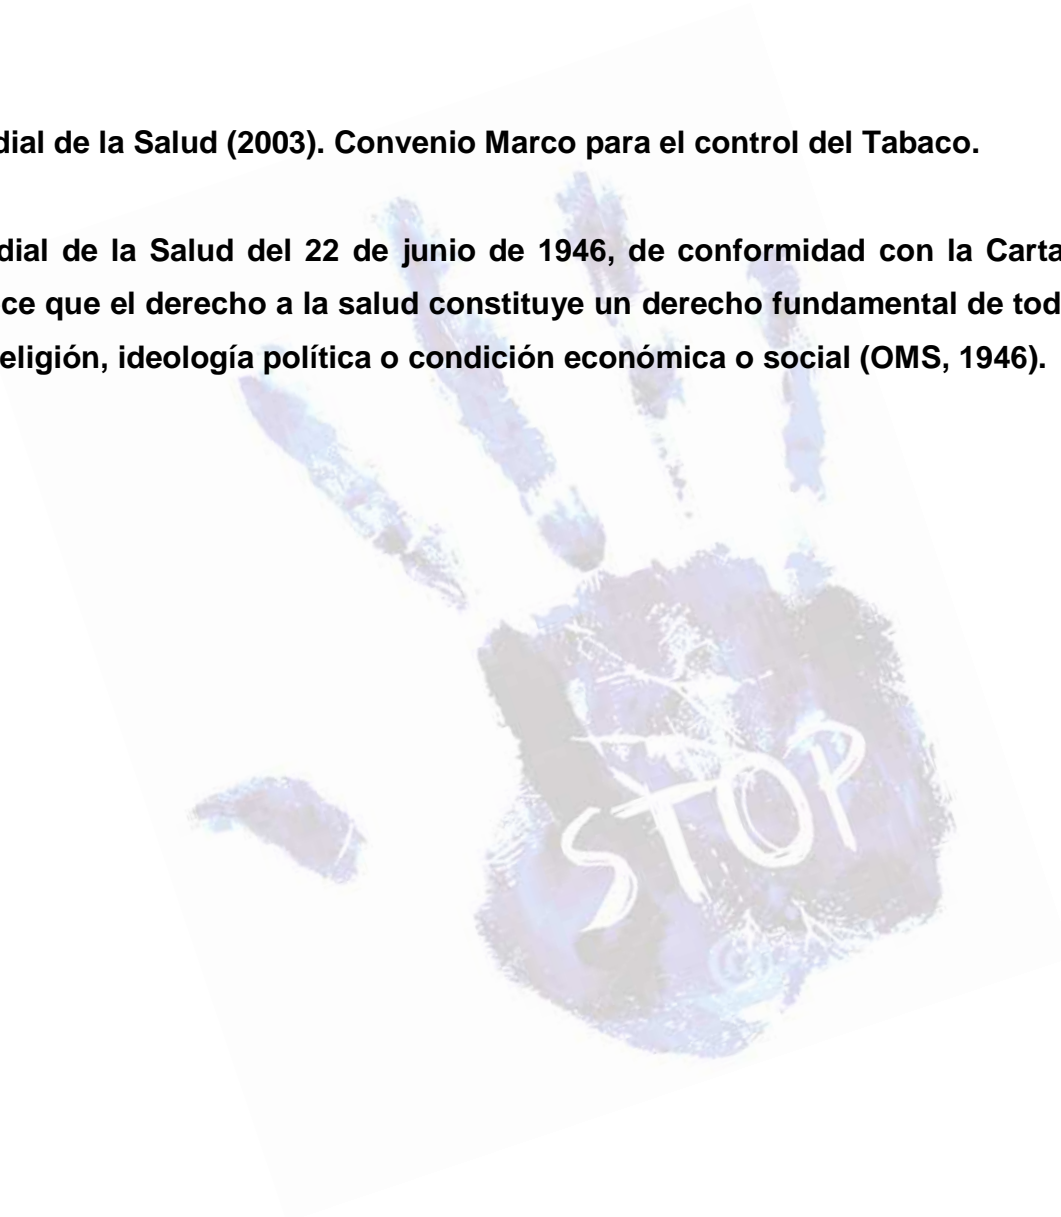 dial de la Salud (2003). Convenio Marco para el control del Tabaco.
dial de la Salud del 22 de junio de 1946, de conformidad con la Carta
ce que el derecho a la salud constituye un derecho fundamental de tod
eligión, ideología política o condición económica o social (OMS, 1946).
STOP